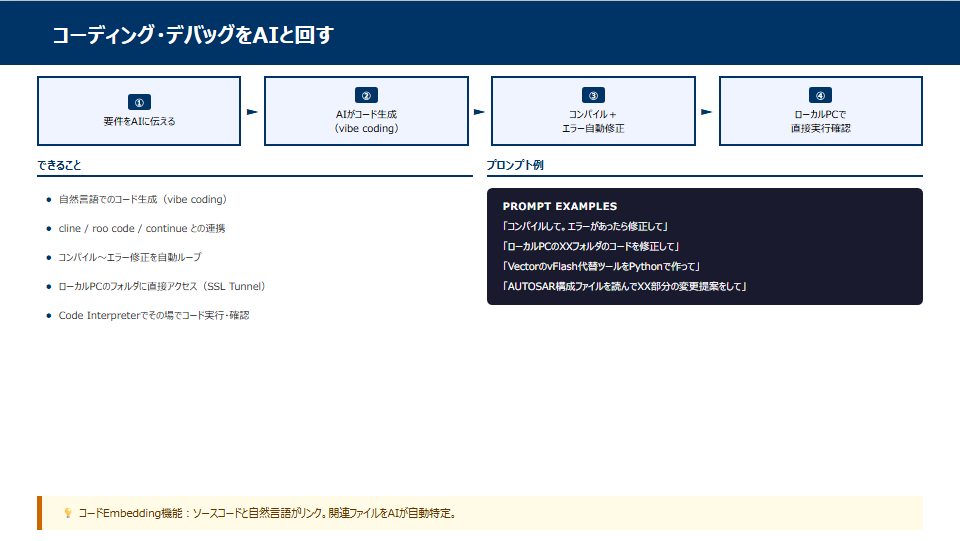 コーディング・デバッグをAIと回す
①
要件をAIに伝える
②
AIがコード生成
（vibe coding）
③
コンパイル＋
エラー自動修正
④
ローカルPCで
直接実行確認
できること
自然言語でのコード生成（vibe coding）
cline / roo code / continue との連携
コンパイル～エラー修正を自動ループ
ローカルPCのフォルダに直接アクセス（SSL Tunnel）
Code Interpreterでその場でコード実行・確認
プロンプト例
PROMPT EXAMPLES
「コンパイルして。エラーがあったら修正して」
「ローカルPCのXXフォルダのコードを修正して」
「VectorのvFlash代替ツールをPythonで作って」
「AUTOSAR構成ファイルを読んでXX部分の変更提案をして」
コードEmbedding機能：ソースコードと自然言語がリンク。関連ファイルをAIが自動特定。